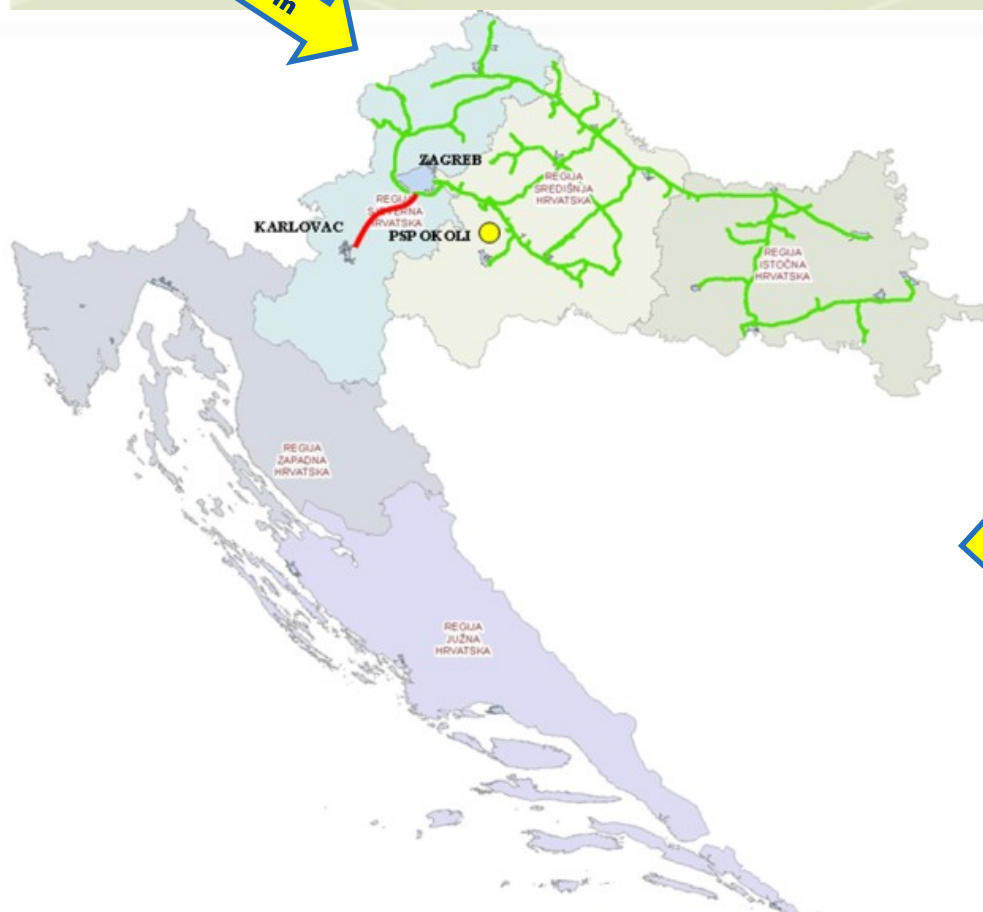 m
ZAGREB
REGIJA
SJEVERNA
HRVATSKA
KARLOVAC
PSP OKOLI
REGIJA
SREDIŠNJA
HRVATSKA
REGIJA
ISTOČNA
HRVATSKA
REGIJA
ZAPADNA
HRVATSKA
REGIJA
JUŽNA
HRVATSKA